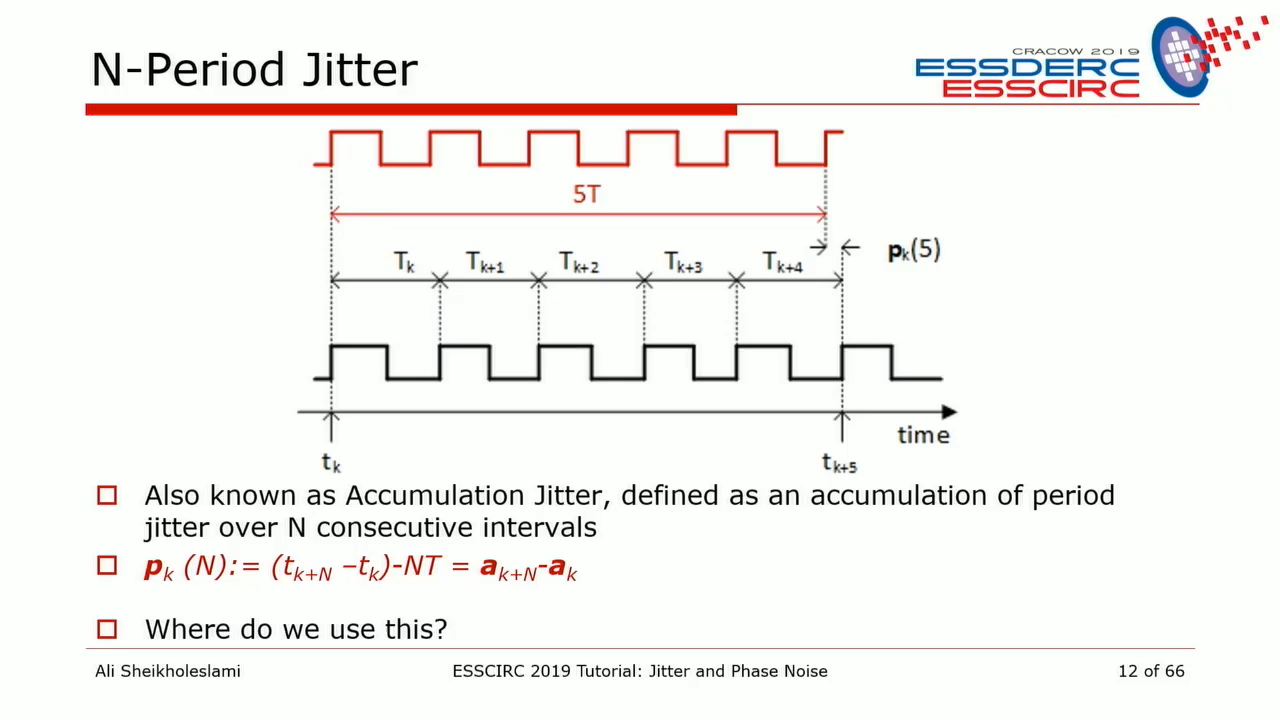 N-Period Jitter
CRACOW 2019
ESSDERC
ESSCIRC
5T
pₖ(5)
Tₖ Tₖ₊₁ Tₖ₊₂ Tₖ₊₃ Tₖ₊₄
time
tₖ tₖ₊₅
Also known as Accumulation Jitter, defined as an accumulation of period
jitter over N consecutive intervals
pₖ (N):= (tₖ₊N –tₖ)-NT = aₖ₊N-aₖ
Where do we use this?
Ali Sheikholeslami ESSCIRC 2019 Tutorial: Jitter and Phase Noise 12 of 66